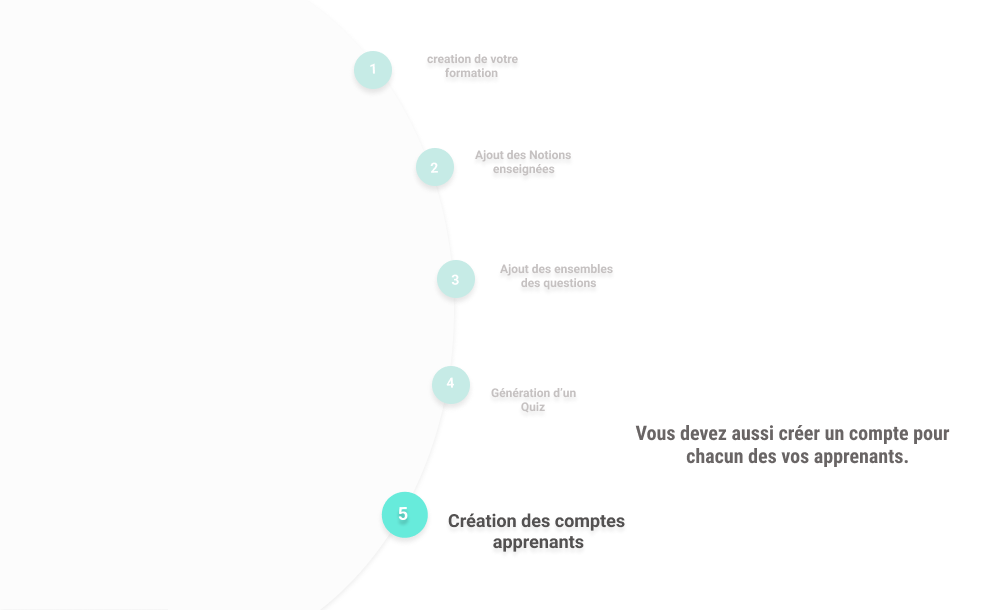 1
creation de votre
formation
2
Ajout des Notions
enseignées
3
Ajout des ensembles
des questions
4
Génération d'un
Quiz
Vous devez aussi créer un compte pour
chacun des vos apprenants.
5
Création des comptes
apprenants